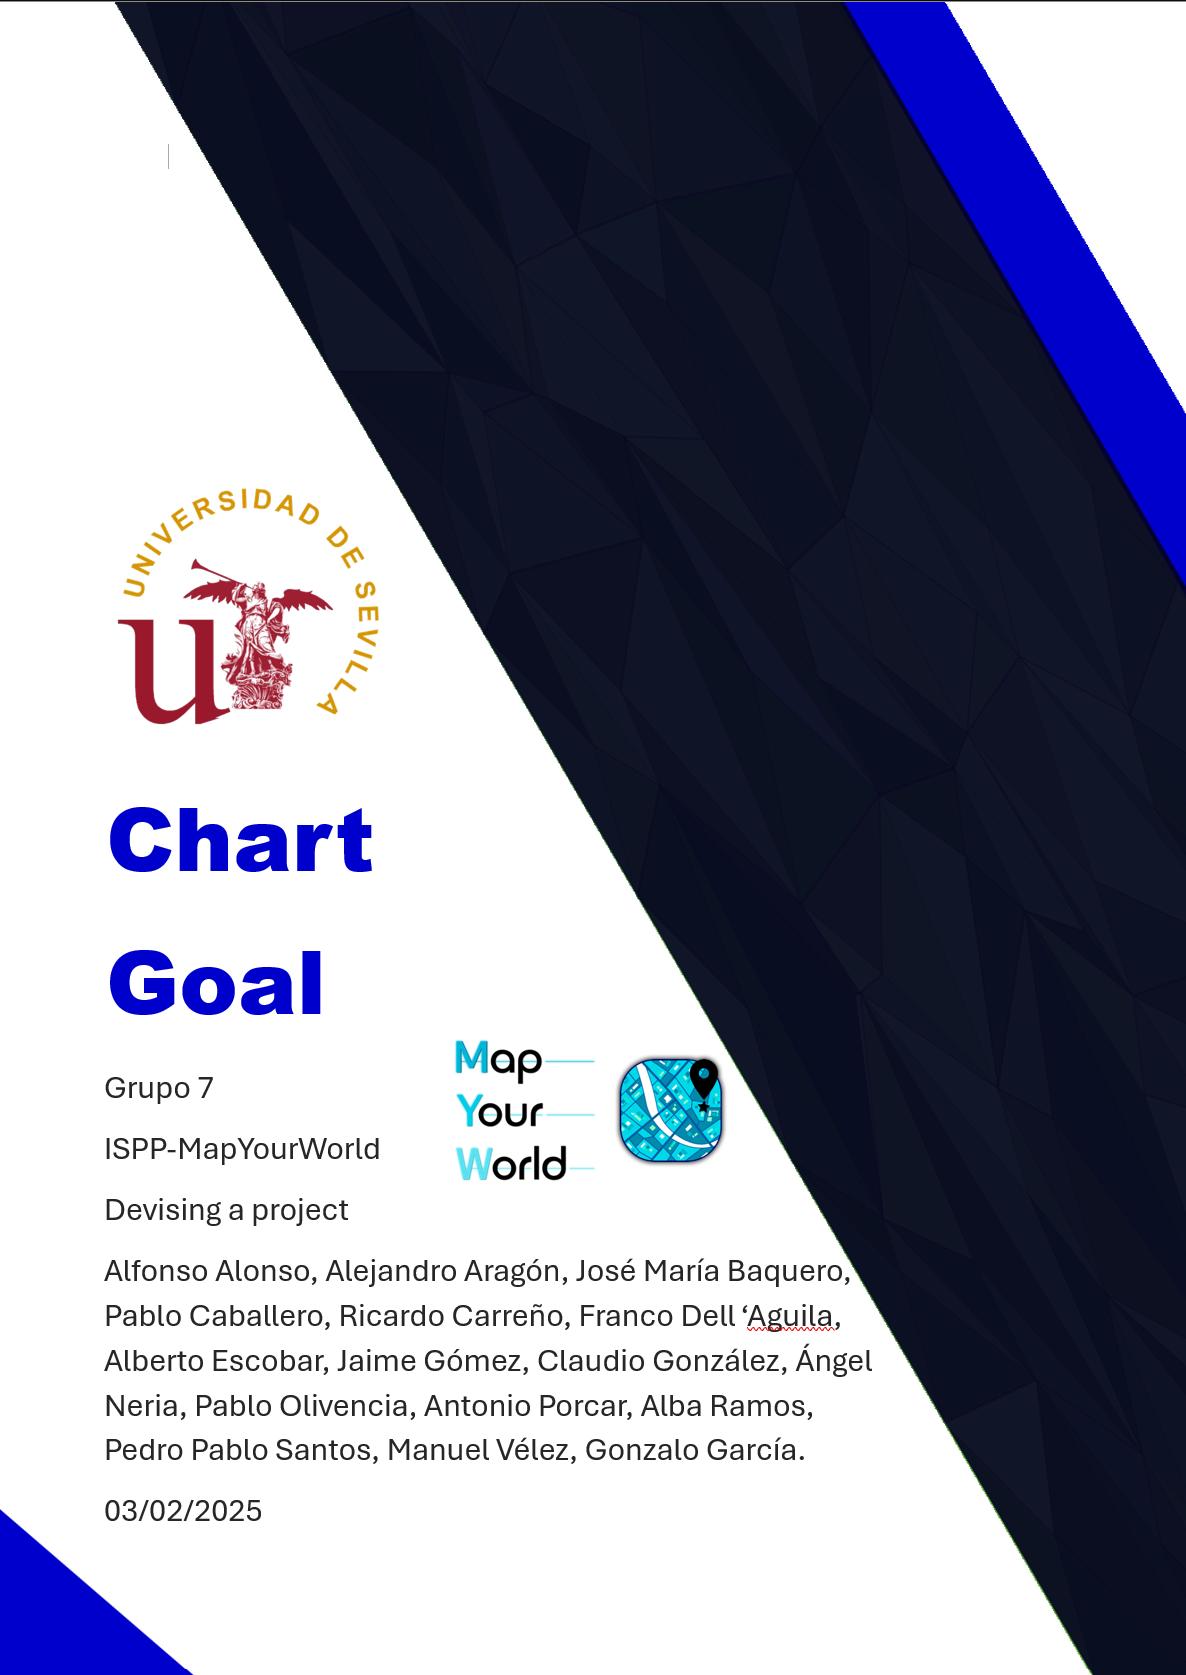 UNIVERSIDAD DE SEVILLA
u
Chart
Goal
Map
Your
World
Grupo 7
ISPP-MapYourWorld
Devising a project
Alfonso Alonso, Alejandro Aragón, José María Baquero,
Pablo Caballero, Ricardo Carreño, Franco Dell ‘Aguila,
Alberto Escobar, Jaime Gómez, Claudio González, Ángel
Neria, Pablo Olivencia, Antonio Porcar, Alba Ramos,
Pedro Pablo Santos, Manuel Vélez, Gonzalo García.
03/02/2025